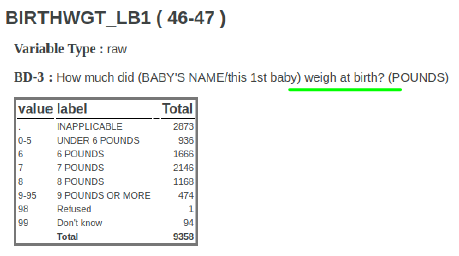 BIRTHWGT_LB1 ( 46-47 )
Variable Type : raw
BD-3 : How much did (BABY'S NAME/this 1st baby) weigh at birth? (POUNDS)
value label Total
. INAPPLICABLE 2873
0-5 UNDER 6 POUNDS 936
6 6 POUNDS 1666
7 7 POUNDS 2146
8 8 POUNDS 1168
9-95 9 POUNDS OR MORE 474
98 Refused 1
99 Don't know 94
Total 9358